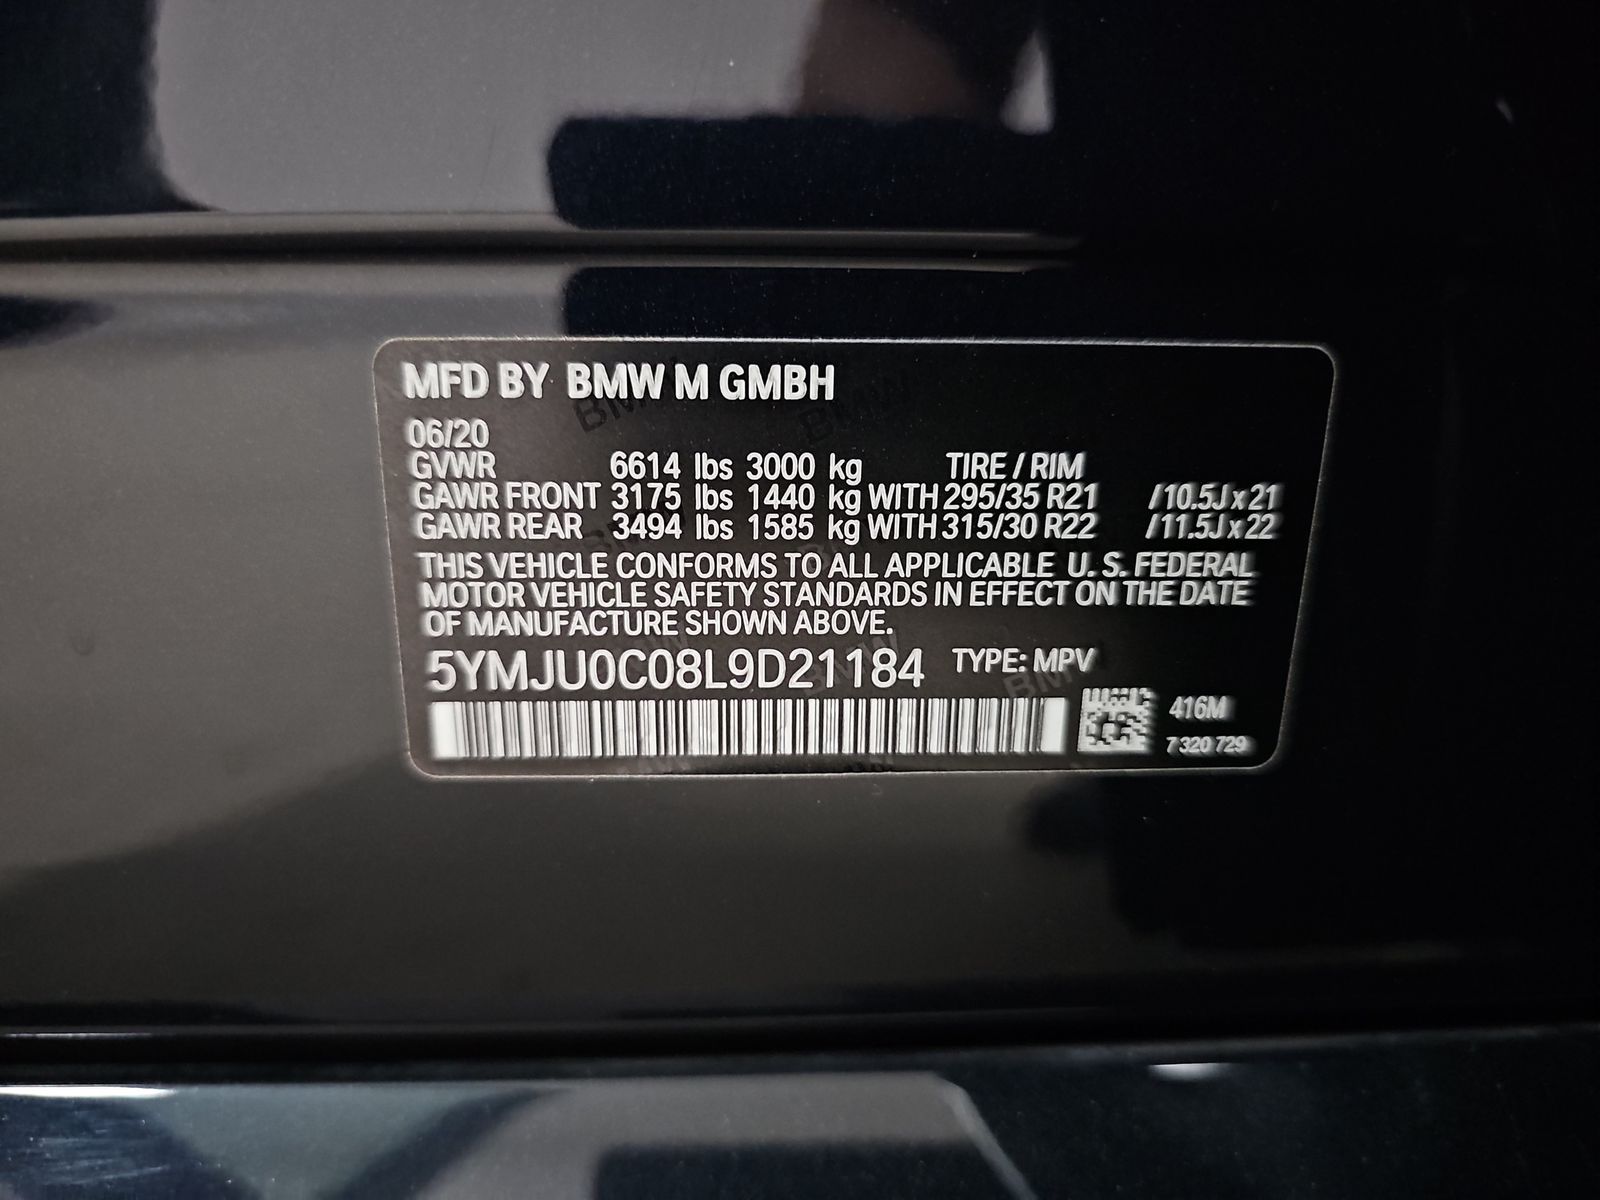 MFD BY BMW M GMBH
06/20
GVWR 6614 lbs 3000 kg TIRE / RIM
GAWR FRONT 3175 lbs 1440 kg WITH 295/35 R21 /10.5J x 21
GAWR REAR 3494 lbs 1585 kg WITH 315/30 R22 /11.5J x 22
THIS VEHICLE CONFORMS TO ALL APPLICABLE U. S. FEDERAL
MOTOR VEHICLE SAFETY STANDARDS IN EFFECT ON THE DATE
OF MANUFACTURE SHOWN ABOVE.
5YMJU0C08L9D21184 TYPE: MPV
416M
7 320 729